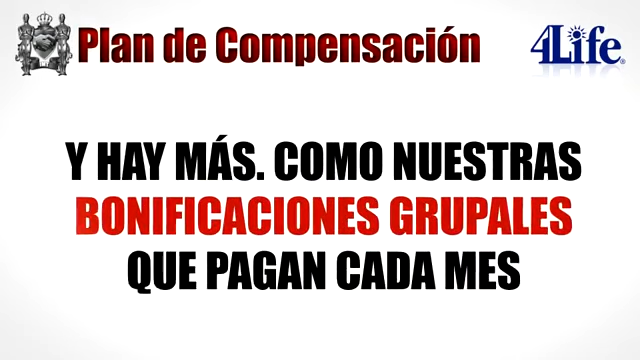 Plan de Compensación
4Life®
Y HAY MÁS. COMO NUESTRAS
BONIFICACIONES GRUPALES
QUE PAGAN CADA MES